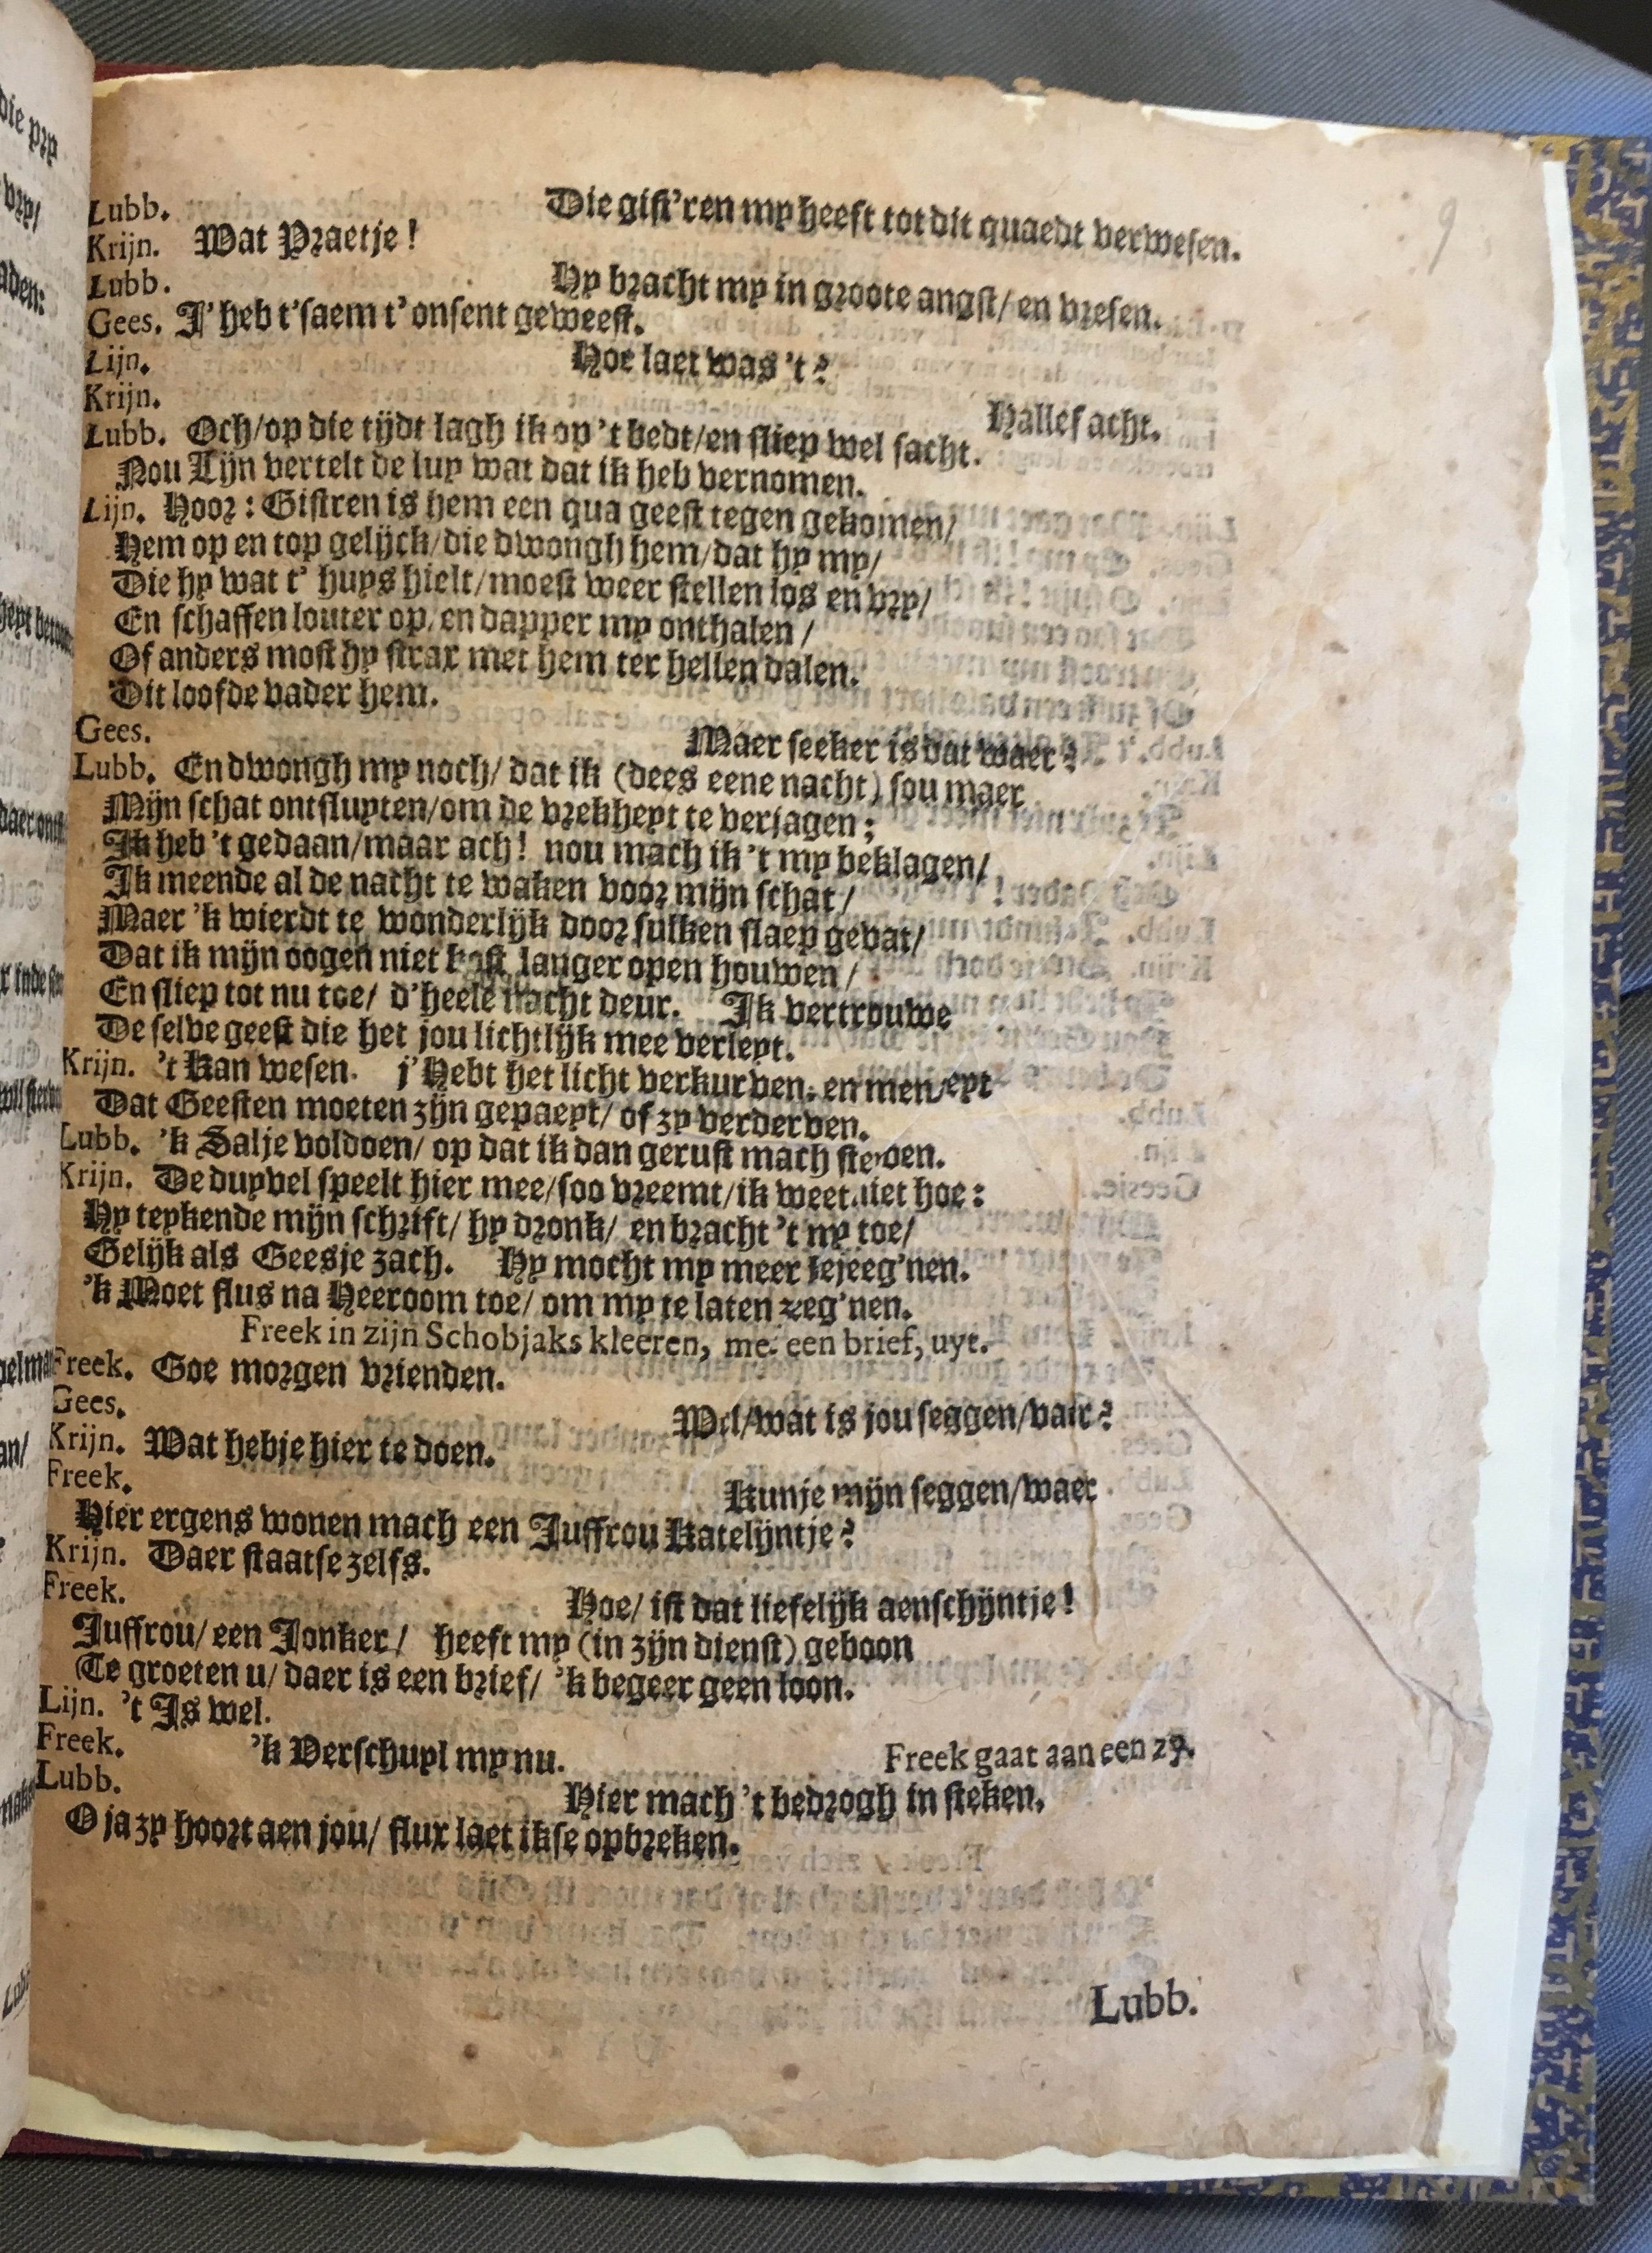 9
Lubb. Die gist'ren my heeft tot dit quaedt verwesen.
Krijn. Wat Praetje!
Lubb. Hy bracht my in groote angst/ en vresen.
Gees. J' heb t'saem t' onsent geweest.
Lijn. Hoe laet was 't?
Krijn. Hallef acht.
Lubb. Och/op die tijdt lagh ik op 't bedt/en sliep wel sacht.
Nou Lijn vertelt de luy wat dat ik heb vernomen.
Lijn. Hoor: Gistren is hem een qua geest tegen gekomen/
Hem op en top gelijck/die dwongh hem/dat hy my/
Die hy wat t' huys hielt/moest weer stellen los en vry/
En schaffen louter op/en dapper my onthalen/
Of anders most hy strax met hem ter hellen dalen.
Dit loofde vader hem.
Gees. Maer seeker is dat waer?
Lubb. En dwongh my noch/ dat ik (dees eene nacht) sou maer
Mijn schat ontsluyten/om de vrekheyt te verjagen;
Ik heb 't gedaan/maar ach! nou mach ik 't my beklagen/
Ik meende al de nacht te waken voor mijn schat/
Maer 'k wierdt te wonderlijk door sulken slaep gevat/
Dat ik mijn oogen niet kost langer open houwen/
En sliep tot nu toe/ d'heele nacht deur. Ik vertrouwe
De selve geest die het jou lichtlijk mee verleyt.
Krijn. 't Kan wesen. j'Hebt het licht verkurven: en men seyt
Dat Geesten moeten zijn gepaeyt/ of zy verderven.
Lubb. 'k Salje voldoen/ op dat ik dan gerust mach sterven.
Krijn. De duyvel speelt hier mee/soo vreemt/ik weet niet hoe:
Hy teykende mijn schrift/ hy dronk/ en bracht 't my toe/
Gelijk als Geesje zach. Hy mocht my meer bejeeg'nen.
'k Moet flus na Heeroom toe/ om my te laten zeg'nen.
Freek in zijn Schobjaks kleeren, met een brief, uyt.
Freek. Goe morgen vrienden.
Gees. Wel/wat is jou seggen/vaer?
Krijn. Wat hebje hier te doen.
Freek. Kunje mijn seggen/waer
Hier ergens wonen mach een Juffrou Katelijntje?
Krijn. Daer staatse zelfs.
Freek. Hoe/ ist dat liefelijk aenschijntje!
Juffrou/ een Jonker/ heeft my (in zijn dienst) geboon
Te groeten u/ daer is een brief/ 'k begeer geen loon.
Lijn. 't Is wel.
Freek. 'k Verschuyl my nu. Freek gaat aan een zy.
Lubb. Hier mach 't bedrogh in steken.
O ja zy hoort aen jou/ flux laet ikse opbreken.
Lubb.